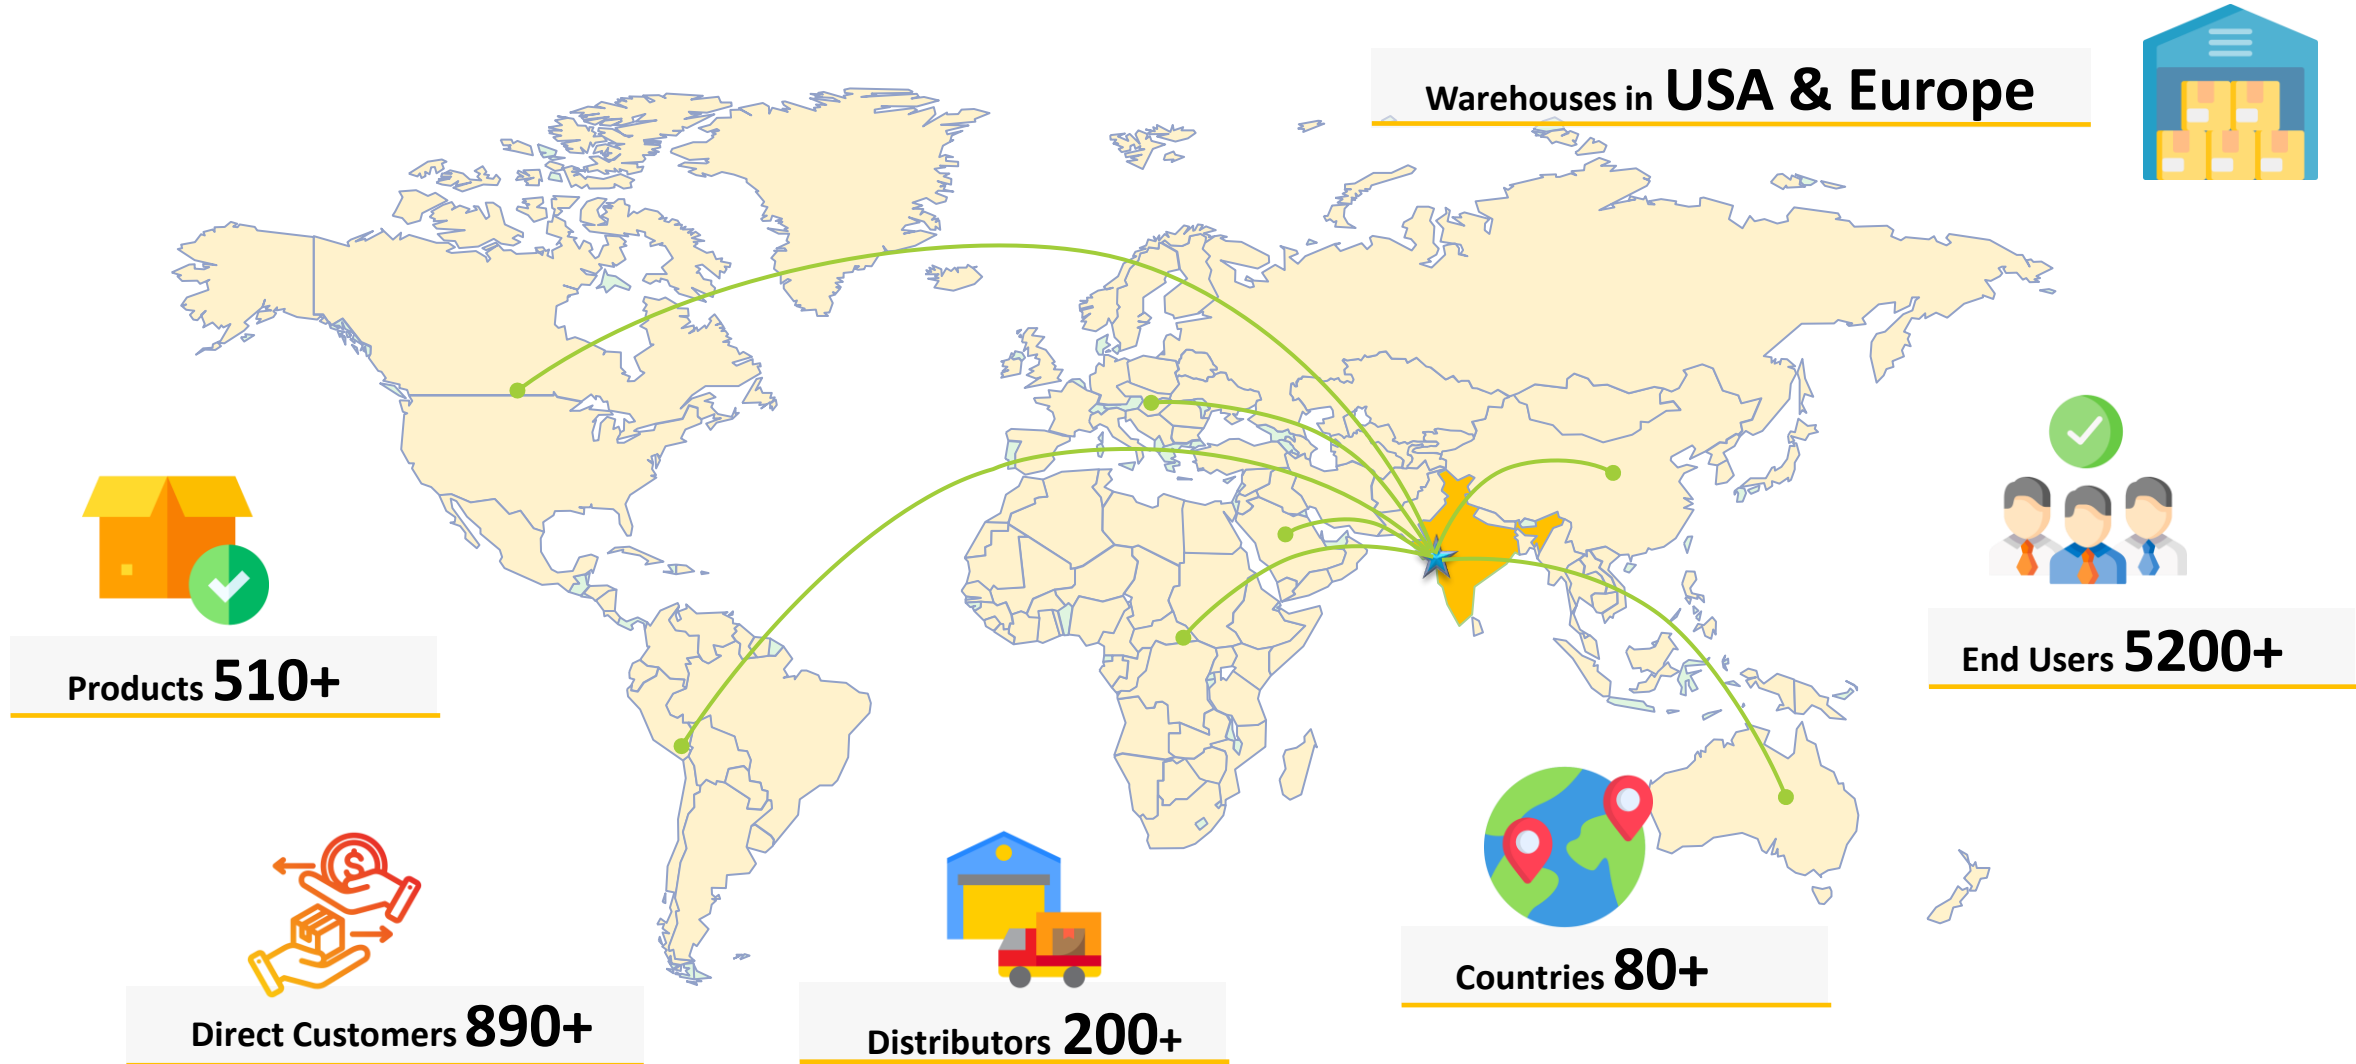 Warehouses in USA & Europe
Products 510+
End Users 5200+
Countries 80+
Direct Customers 890+
Distributors 200+